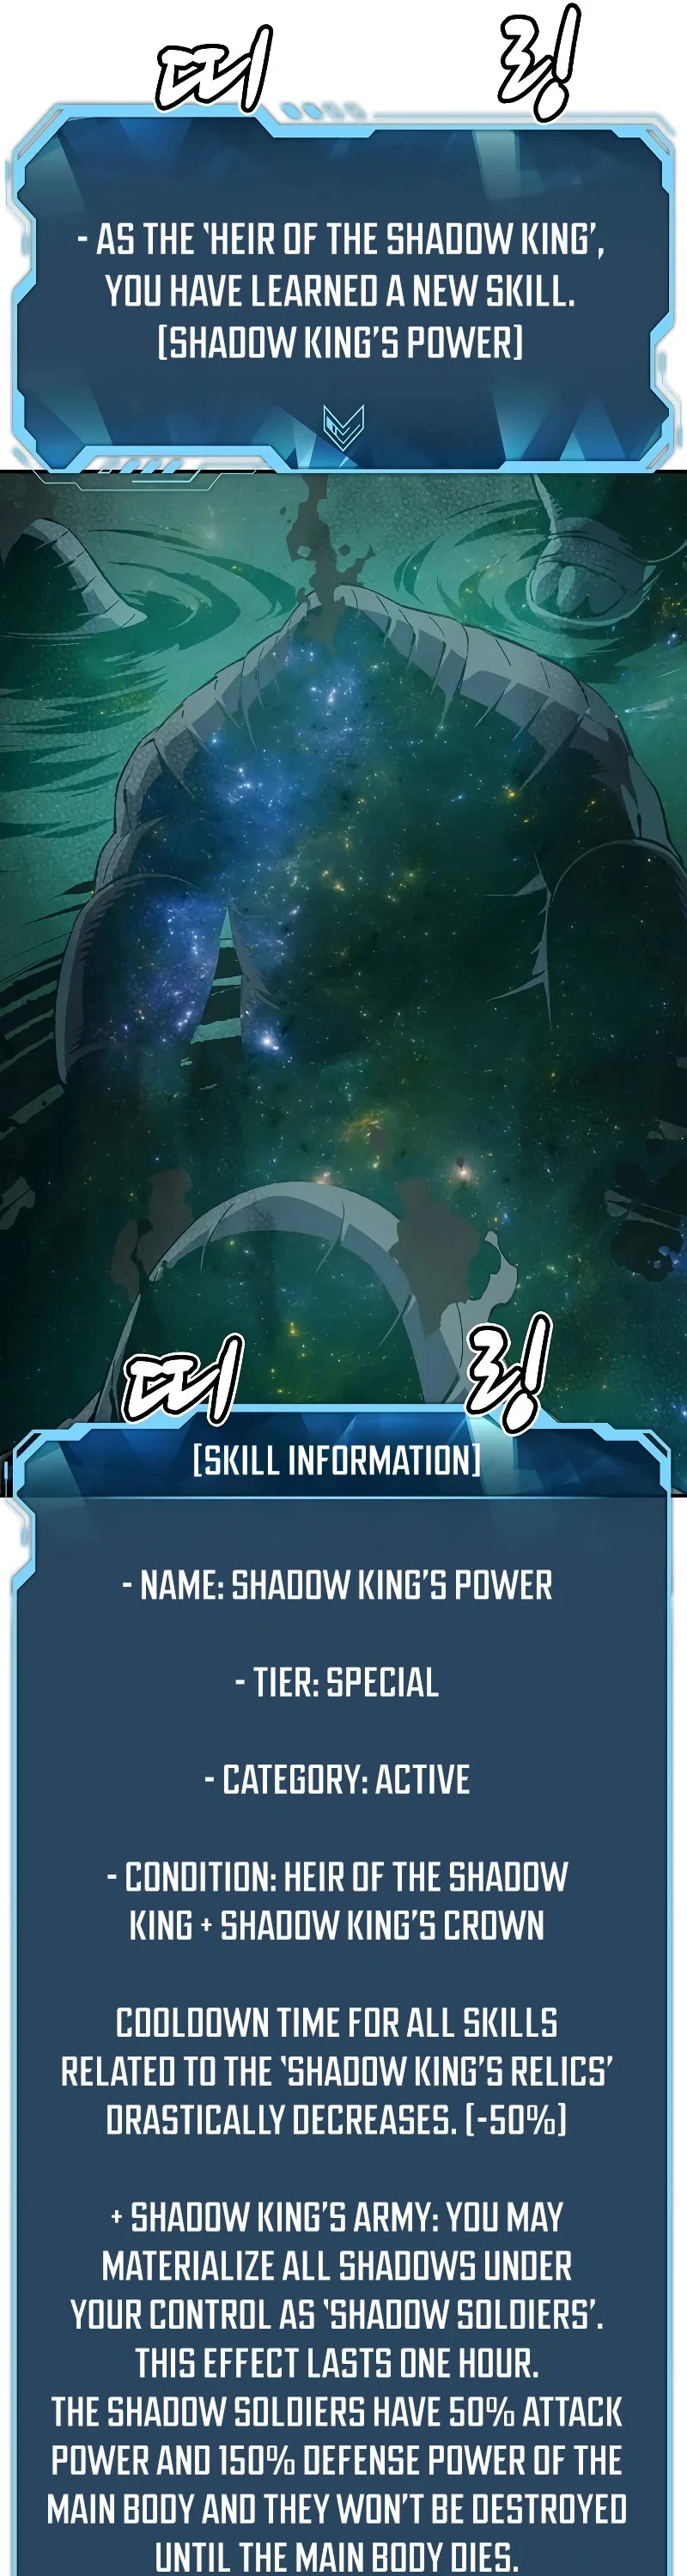 띠 링!
- AS THE ‘HEIR OF THE SHADOW KING’,
YOU HAVE LEARNED A NEW SKILL.
[SHADOW KING’S POWER]
띠 링!
[SKILL INFORMATION]
- NAME: SHADOW KING’S POWER
- TIER: SPECIAL
- CATEGORY: ACTIVE
- CONDITION: HEIR OF THE SHADOW
KING + SHADOW KING’S CROWN
COOLDOWN TIME FOR ALL SKILLS
RELATED TO THE ‘SHADOW KING’S RELICS’
DRASTICALLY DECREASES. [-50%]
+ SHADOW KING’S ARMY: YOU MAY
MATERIALIZE ALL SHADOWS UNDER
YOUR CONTROL AS ‘SHADOW SOLDIERS’.
THIS EFFECT LASTS ONE HOUR.
THE SHADOW SOLDIERS HAVE 50% ATTACK
POWER AND 150% DEFENSE POWER OF THE
MAIN BODY AND THEY WON’T BE DESTROYED
UNTIL THE MAIN BODY DIES.